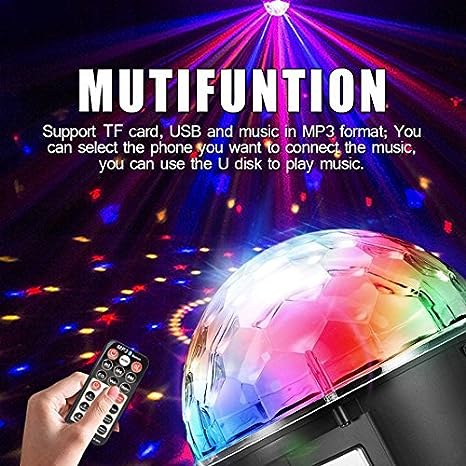 MUTIFUNTION
Support TF card, USB and music in MP3 format; You
can select the phone you want to connect the music,
you can use the U disk to play music.
MP3